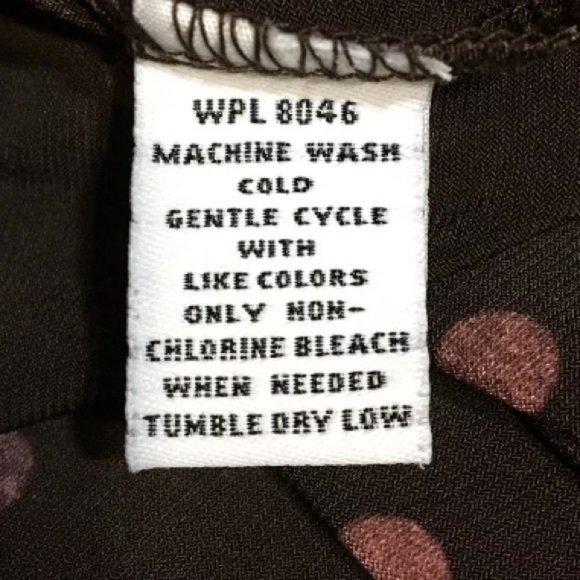 WPL 8046
MACHINE WASH
COLD
GENTLE CYCLE
WITH
LIKE COLORS
ONLY NON-
CHLORINE BLEACH
WHEN NEEDED
TUMBLE DRY LOW